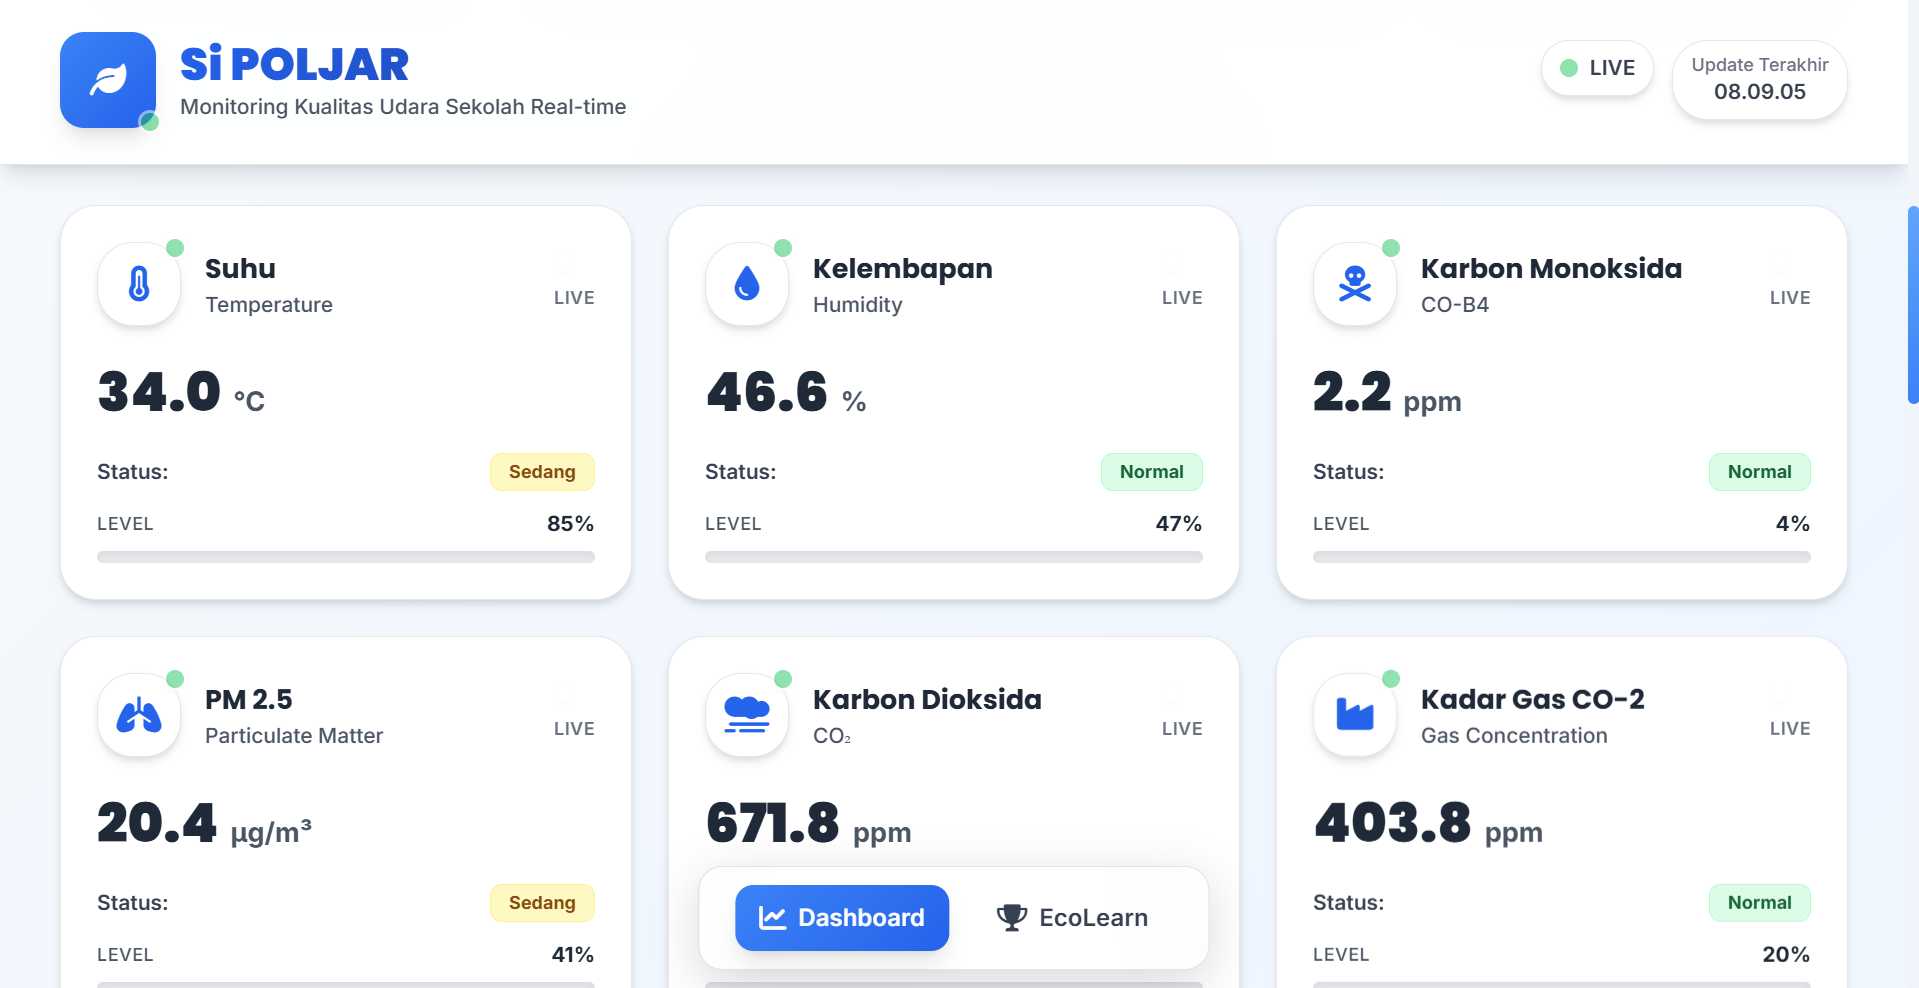 Si POLJAR
Monitoring Kualitas Udara Sekolah Real-time
LIVE
Update Terakhir
08.09.05
Suhu
Temperature
LIVE
34.0 °C
Status:
Sedang
LEVEL
85%
Kelembapan
Humidity
LIVE
46.6 %
Status:
Normal
LEVEL
47%
Karbon Monoksida
CO-B4
LIVE
2.2 ppm
Status:
Normal
LEVEL
4%
PM 2.5
Particulate Matter
LIVE
20.4 µg/m³
Status:
Sedang
LEVEL
41%
Karbon Dioksida
CO₂
LIVE
671.8 ppm
Kadar Gas CO-2
Gas Concentration
LIVE
403.8 ppm
Status:
Normal
LEVEL
20%
Dashboard
EcoLearn